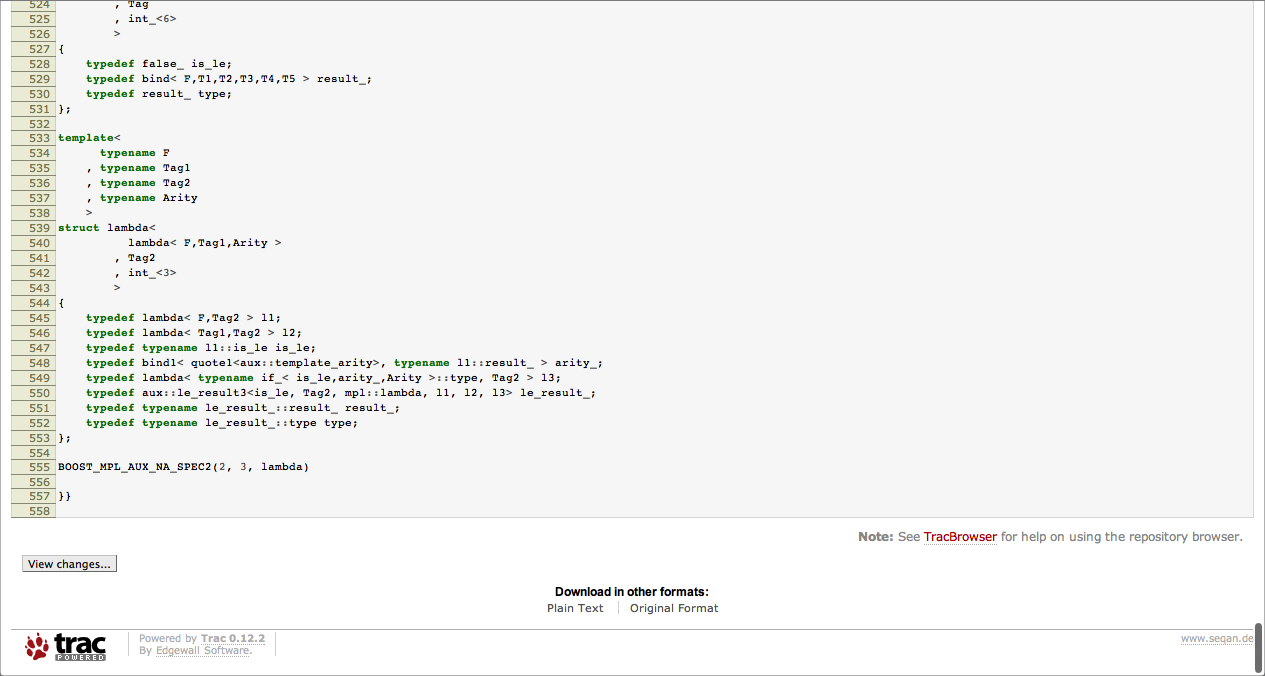 524         , Tag
525         , int_<6>
526         >
527 {
528     typedef false_ is_le;
529     typedef bind< F,T1,T2,T3,T4,T5 > result_;
530     typedef result_ type;
531 };
532
533 template<
534       typename F
535     , typename Tag1
536     , typename Tag2
537     , typename Arity
538     >
539 struct lambda<
540           lambda< F,Tag1,Arity >
541         , Tag2
542         , int_<3>
543         >
544 {
545     typedef lambda< F,Tag2 > l1;
546     typedef lambda< Tag1,Tag2 > l2;
547     typedef typename l1::is_le is_le;
548     typedef bind1< quote1<aux::template_arity>, typename l1::result_ > arity_;
549     typedef lambda< typename if_< is_le,arity_,Arity >::type, Tag2 > l3;
550     typedef aux::le_result3<is_le, Tag2, mpl::lambda, l1, l2, l3> le_result_;
551     typedef typename le_result_::result_ result_;
552     typedef typename le_result_::type type;
553 };
554
555 BOOST_MPL_AUX_NA_SPEC2(2, 3, lambda)
556
557 }}
558
Note: See TracBrowser for help on using the repository browser.
View changes...
Download in other formats:
Plain Text Original Format
trac
POWERED
Powered by Trac 0.12.2
By Edgewall Software.
www.seqan.de